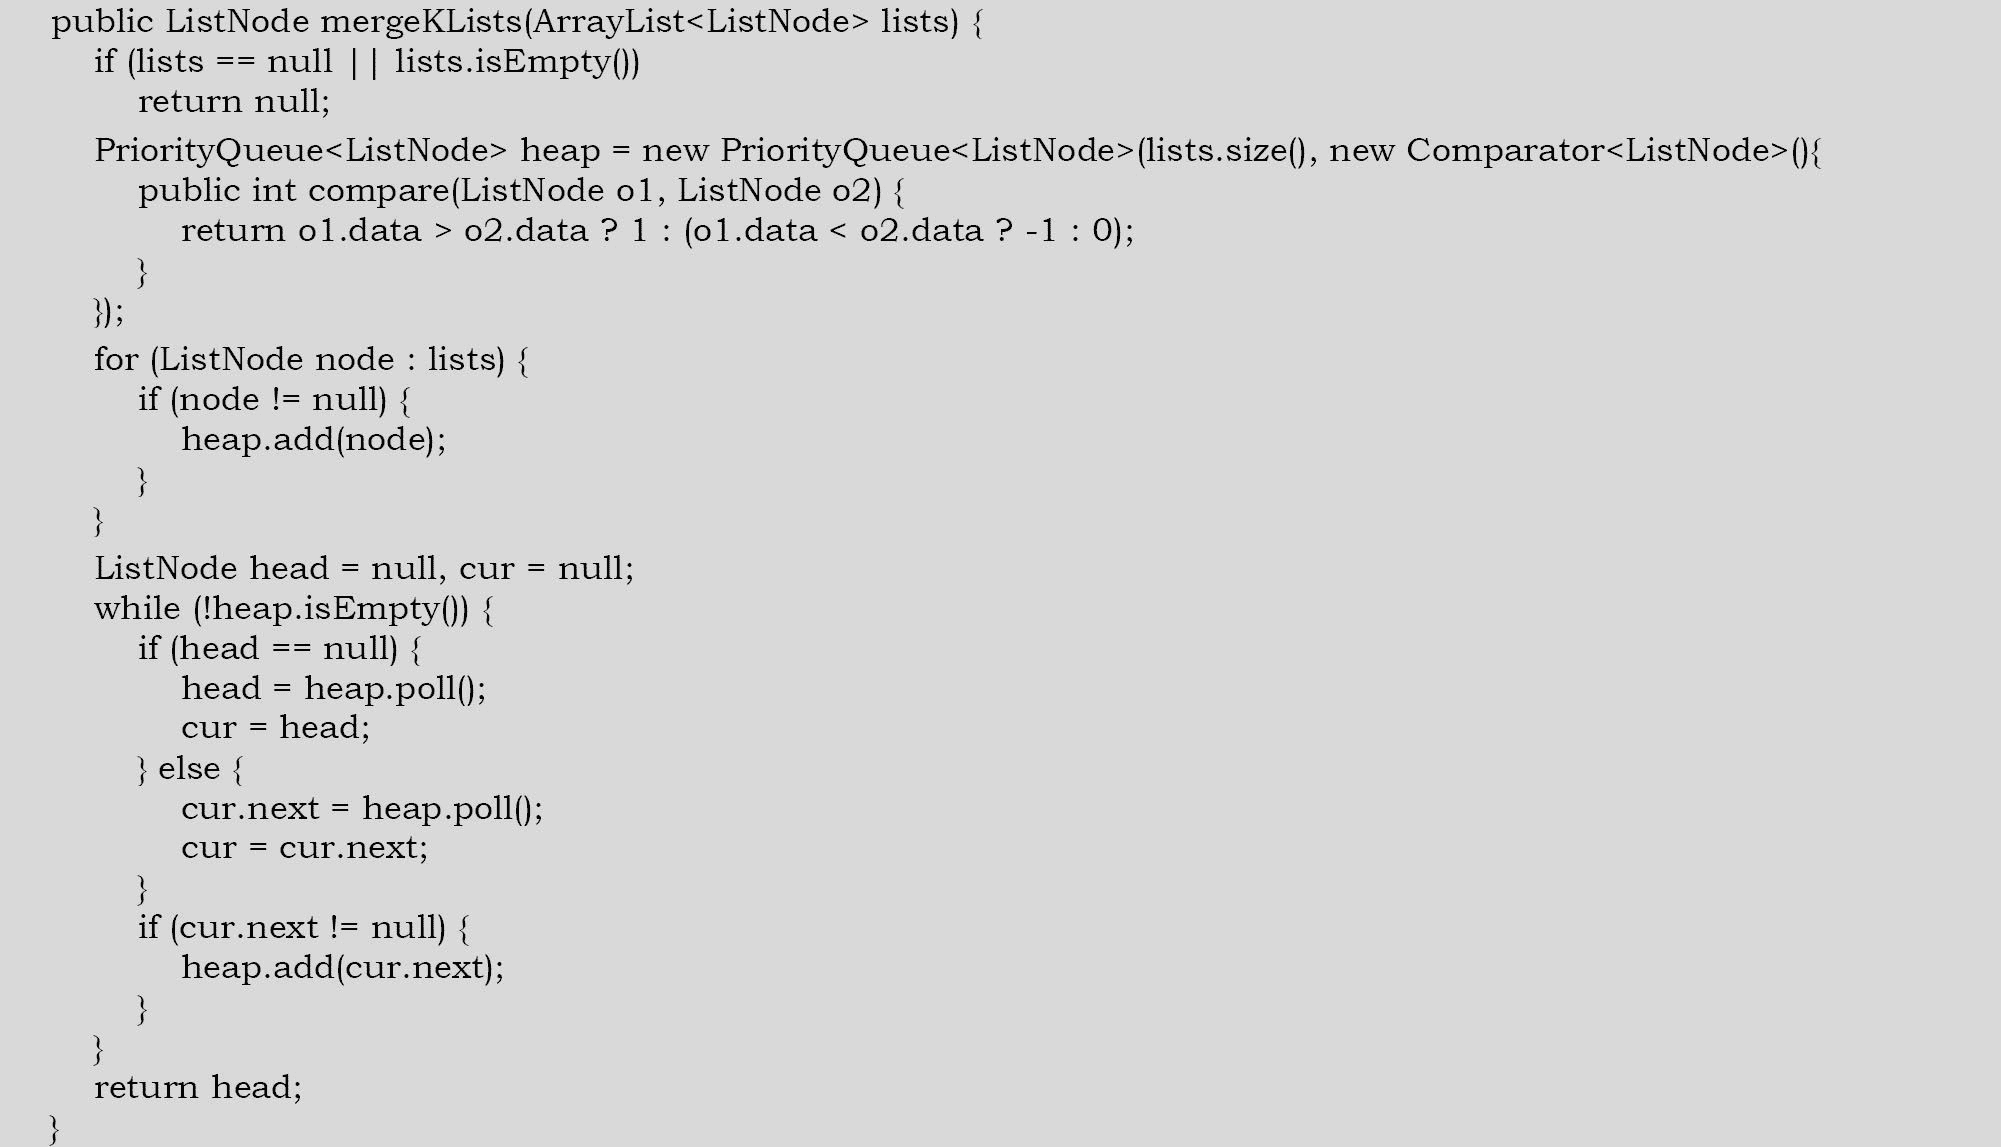 public ListNode mergeKLists(ArrayList<ListNode> lists) {
if (lists == null || lists.isEmpty())
return null;
PriorityQueue<ListNode> heap = new PriorityQueue<ListNode>(lists.size(), new Comparator<ListNode>(){
public int compare(ListNode o1, ListNode o2) {
return o1.data > o2.data ? 1 : (o1.data < o2.data ? -1 : 0);
}
});
for (ListNode node : lists) {
if (node != null) {
heap.add(node);
}
}
ListNode head = null, cur = null;
while (!heap.isEmpty()) {
if (head == null) {
head = heap.poll();
cur = head;
} else {
cur.next = heap.poll();
cur = cur.next;
}
if (cur.next != null) {
heap.add(cur.next);
}
}
return head;
}